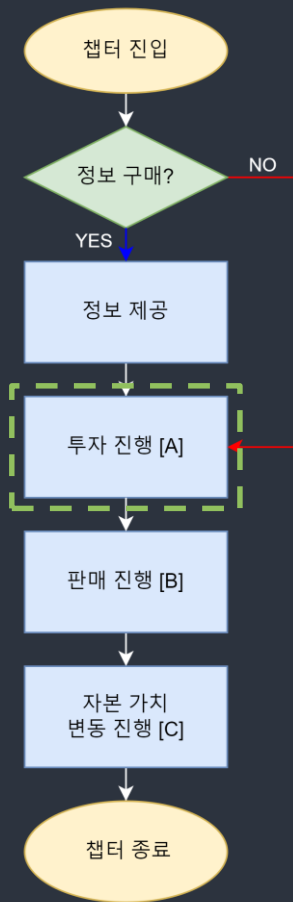 챕터 진입
정보 구매?
NO
YES
정보 제공
투자 진행 [A]
판매 진행 [B]
자본 가치
변동 진행 [C]
챕터 종료